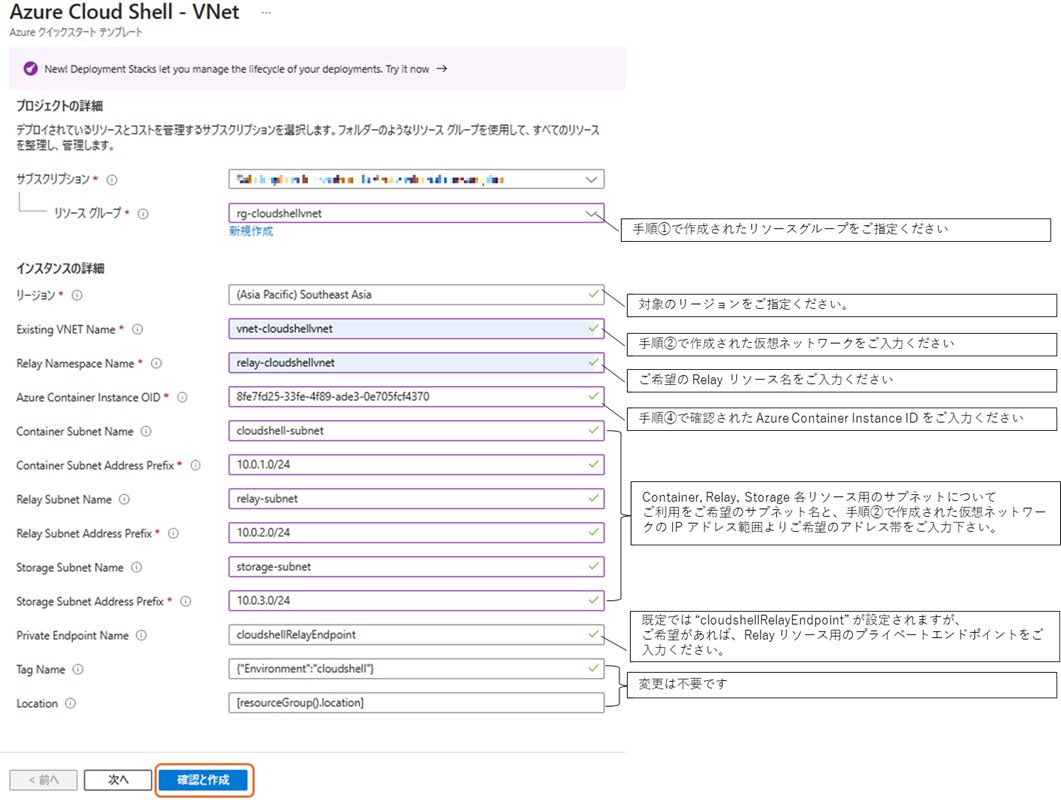 Azure Cloud Shell - VNet ...
Azure クイックスタート テンプレート
New! Deployment Stacks let you manage the lifecycle of your deployments. Try it now →
プロジェクトの詳細
デプロイされているリソースとコストを管理するサブスクリプションを選択します。フォルダーのようなリソース グループを使用して、すべてのリソース
を整理し、管理します。
サブスクリプション *
リソース グループ * rg-cloudshellvnet
新規作成
手順①で作成されたリソースグループをご指定ください
インスタンスの詳細
リージョン * (Asia Pacific) Southeast Asia
対象のリージョンをご指定ください。
Existing VNET Name * vnet-cloudshellvnet
手順②で作成された仮想ネットワークをご入力ください
Relay Namespace Name * relay-cloudshellvnet
ご希望の Relay リソース名をご入力ください
Azure Container Instance OID * 8fe7fd25-33fe-4f89-ade3-0e705fcf4370
手順④で確認された Azure Container Instance ID をご入力ください
Container Subnet Name cloudshell-subnet
Container Subnet Address Prefix * 10.0.1.0/24
Relay Subnet Name relay-subnet
Relay Subnet Address Prefix * 10.0.2.0/24
Storage Subnet Name storage-subnet
Storage Subnet Address Prefix * 10.0.3.0/24
Container, Relay, Storage 各リソース用のサブネットについて
ご利用をご希望のサブネット名と、手順②で作成された仮想ネットワー
クの IP アドレス範囲よりご希望のアドレス帯をご入力下さい。
Private Endpoint Name cloudshellRelayEndpoint
既定では “cloudshellRelayEndpoint” が設定されますが、
ご希望があれば、Relay リソース用のプライベートエンドポイントをご
入力ください。
Tag Name {"Environment":"cloudshell"}
Location [resourceGroup().location]
変更は不要です
< 前へ 次へ 確認と作成